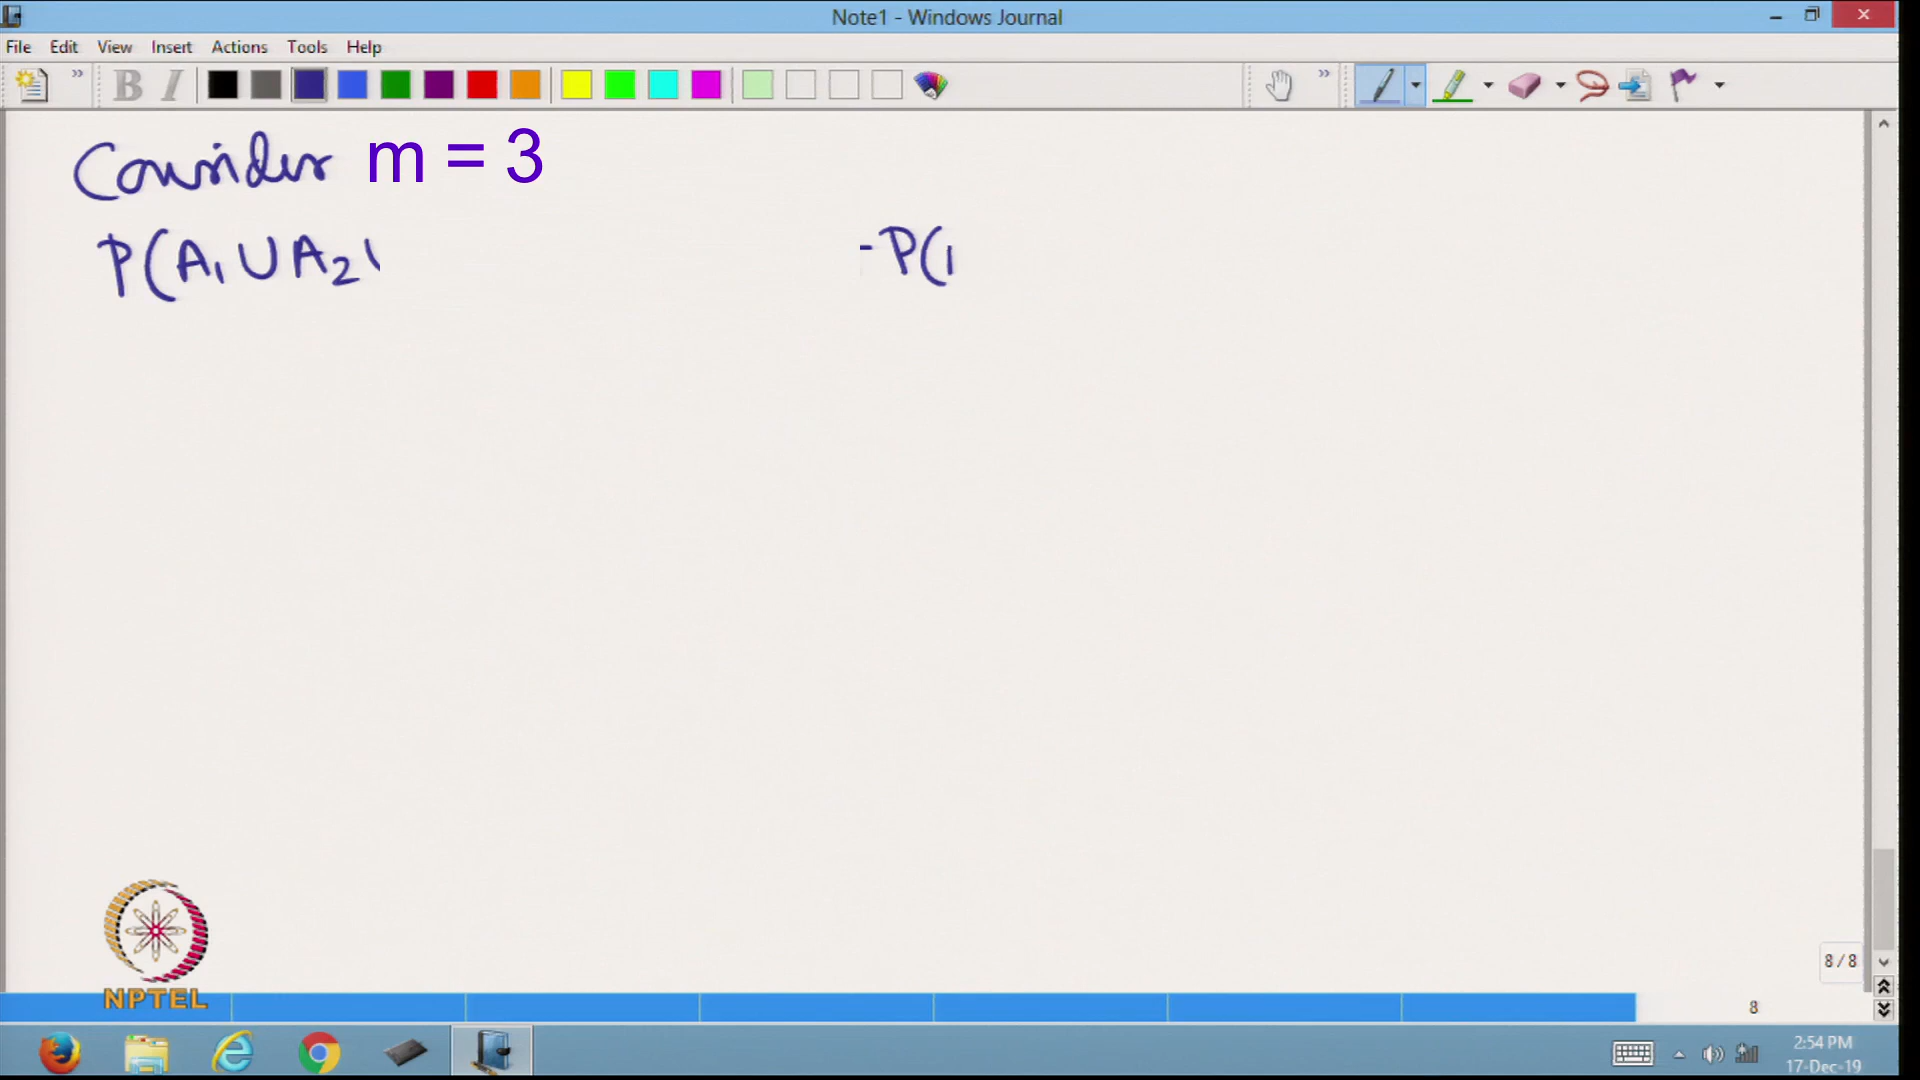 Note1 - Windows Journal
File Edit View Insert Actions Tools Help
B I
Consider m = 3
P(A₁∪A₂ -P(
8 / 8
NPTEL
8
2:54 PM
17-Dec-19